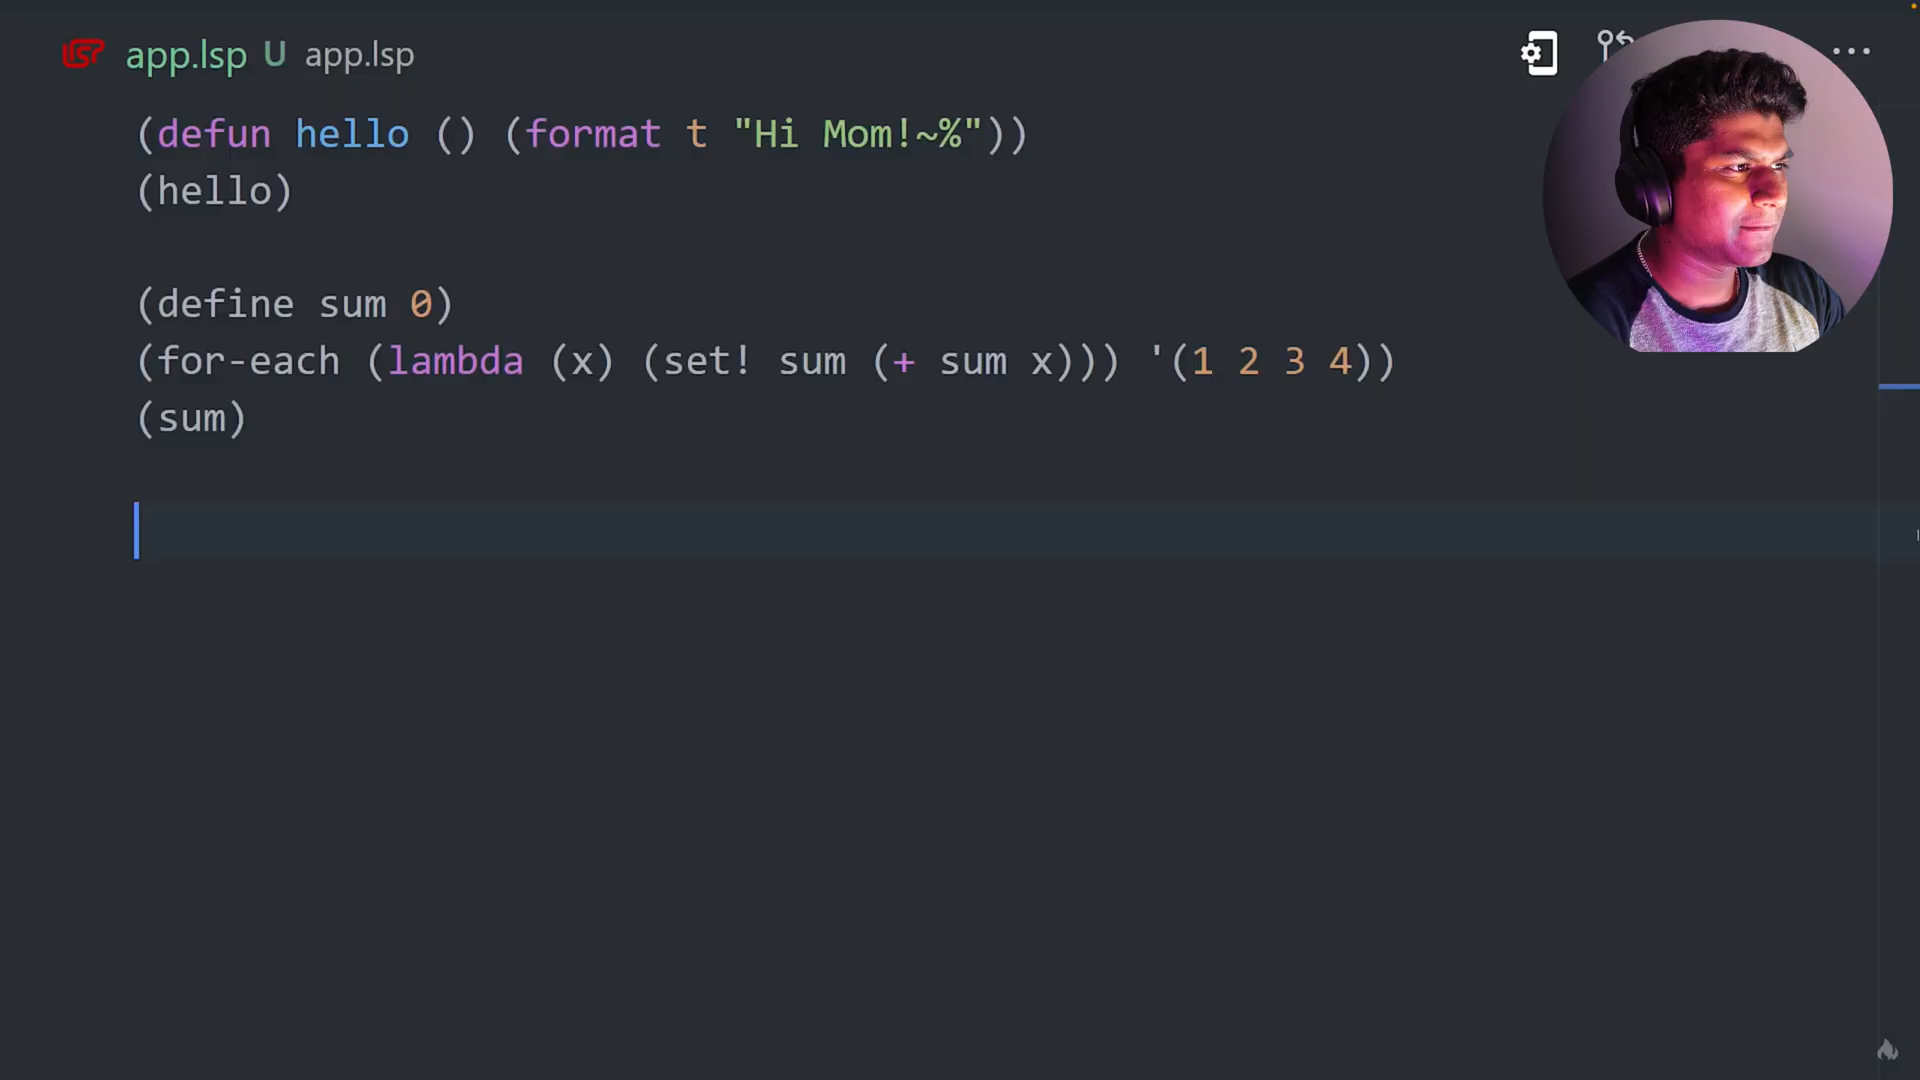 app.lsp U app.lsp
(defun hello () (format t "Hi Mom!~%"))
(hello)
(define sum 0)
(for-each (lambda (x) (set! sum (+ sum x))) '(1 2 3 4))
(sum)